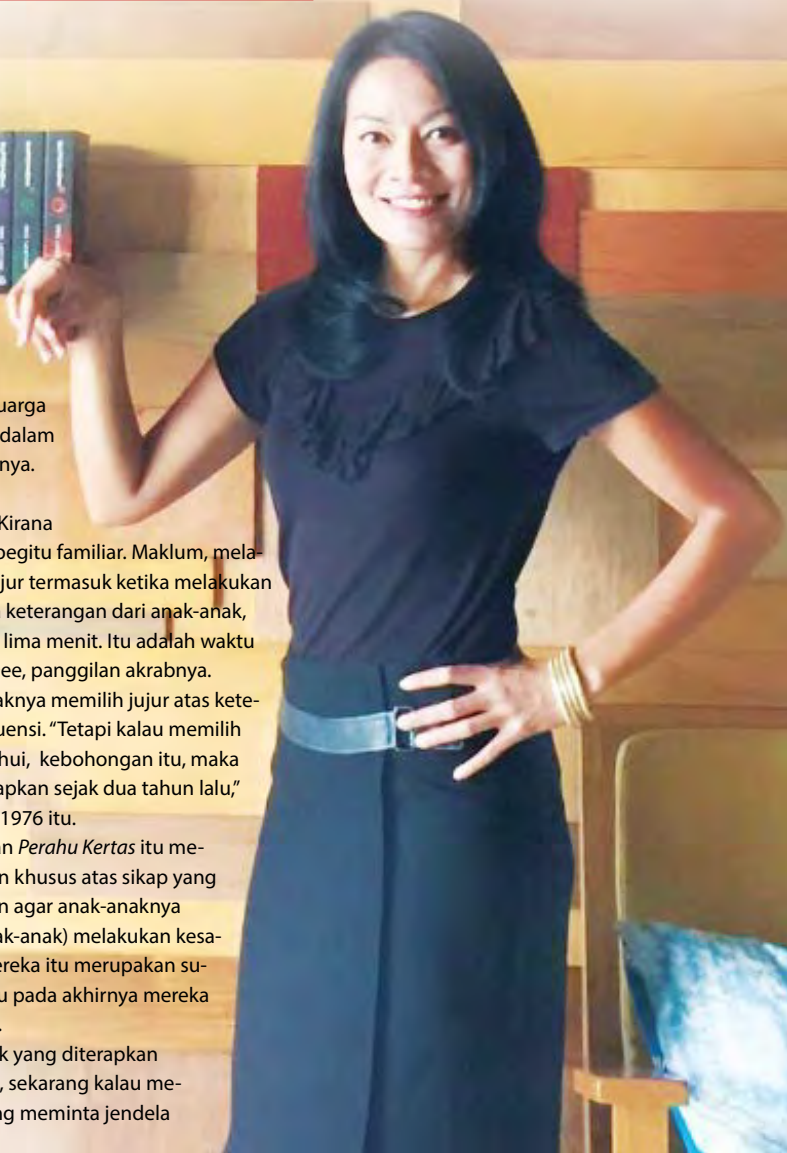 uarga
dalam
nya.
Kirana
begitu familiar. Maklum, mela-
jur termasuk ketika melakukan
keterangan dari anak-anak,
lima menit. Itu adalah waktu
ee, panggilan akrabnya.
aknya memilih jujur atas kete-
uensi. “Tetapi kalau memilih
hui, kebohongan itu, maka
apkan sejak dua tahun lalu,”
1976 itu.
an Perahu Kertas itu me-
n khusus atas sikap yang
n agar anak-anaknya
ak-anak) melakukan kesa-
ereka itu merupakan su-
u pada akhirnya mereka
k yang diterapkan
, sekarang kalau me-
ng meminta jendela